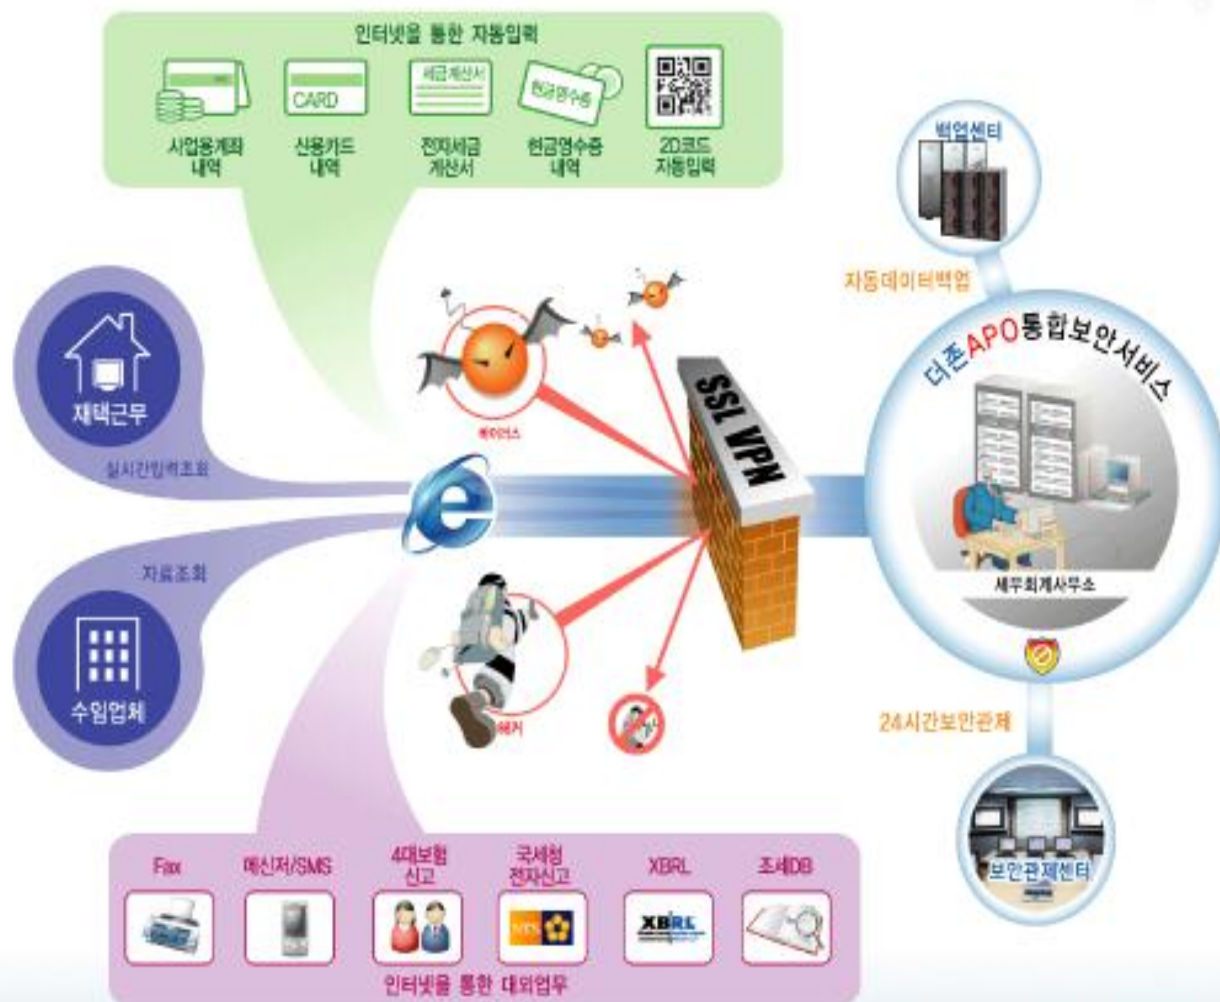 인터넷을 통한 자동입력
세금계산서
CARD
현금영수증
사업용계좌
내역
신용카드
내역
전자세금
계산서
현금영수증
내역
2D코드
자동입력
백업센터
자동데이터백업
더존APO통합보안서비스
재택근무
실시간입력조회
바이러스
SSL VPN
자료조회
세무회계사무소
수임업체
해커
24시간보안관제
보안관제센터
Fax
메신저/SMS
4대보험
신고
국세청
전자신고
XBRL
조세DB
NTS
XBRL
인터넷을 통한 대외업무